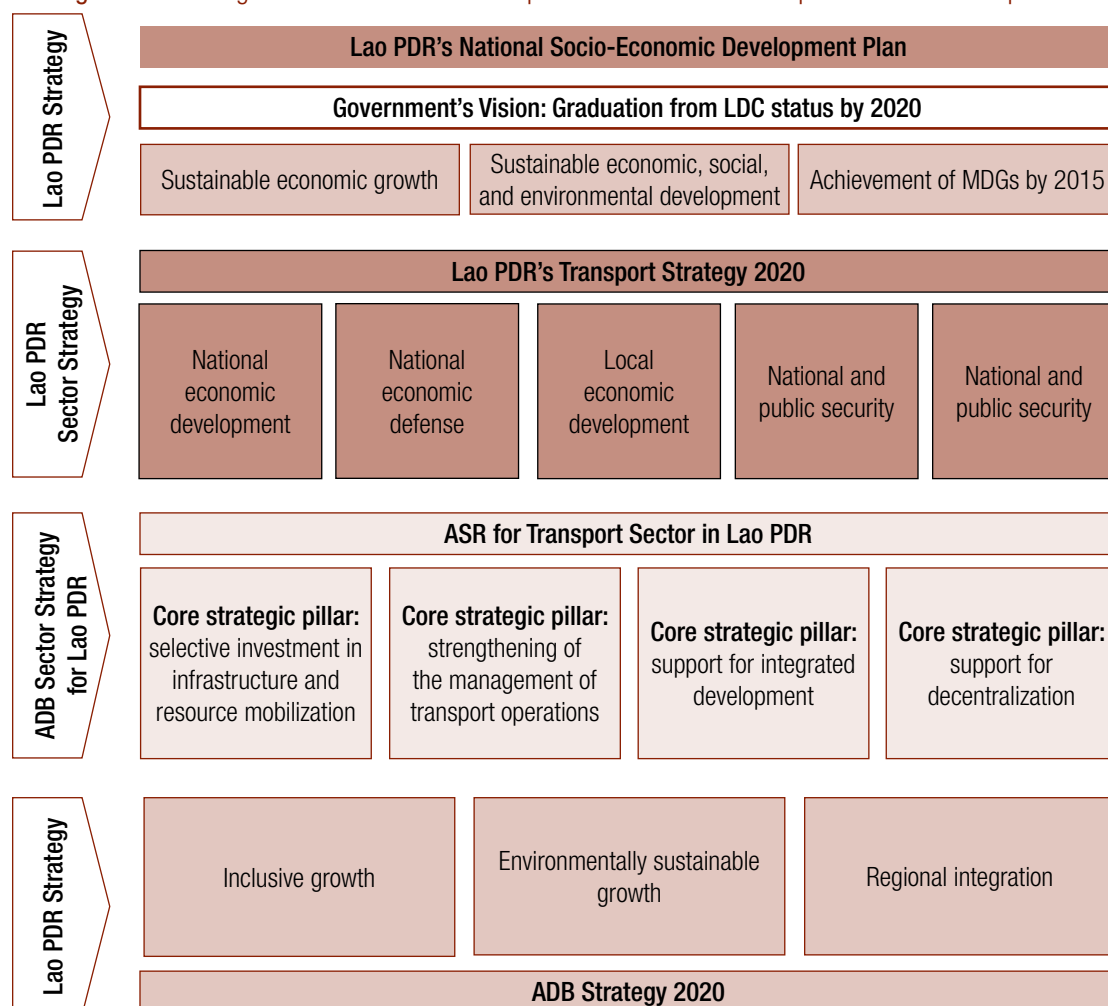 Lao PDR Strategy
Lao PDR's National Socio-Economic Development Plan
Government's Vision: Graduation from LDC status by 2020
Sustainable economic growth
Sustainable economic, social,
and environmental development
Achievement of MDGs by 2015
Lao PDR
Sector Strategy
Lao PDR's Transport Strategy 2020
National
economic
development
National
economic
defense
Local
economic
development
National and
public security
National and
public security
ADB Sector Strategy
for Lao PDR
ASR for Transport Sector in Lao PDR
Core strategic pillar:
selective investment in
infrastructure and
resource mobilization
Core strategic pillar:
strengthening of
the management of
transport operations
Core strategic pillar:
support for integrated
development
Core strategic pillar:
support for
decentralization
Lao PDR Strategy
Inclusive growth
Environmentally sustainable
growth
Regional integration
ADB Strategy 2020